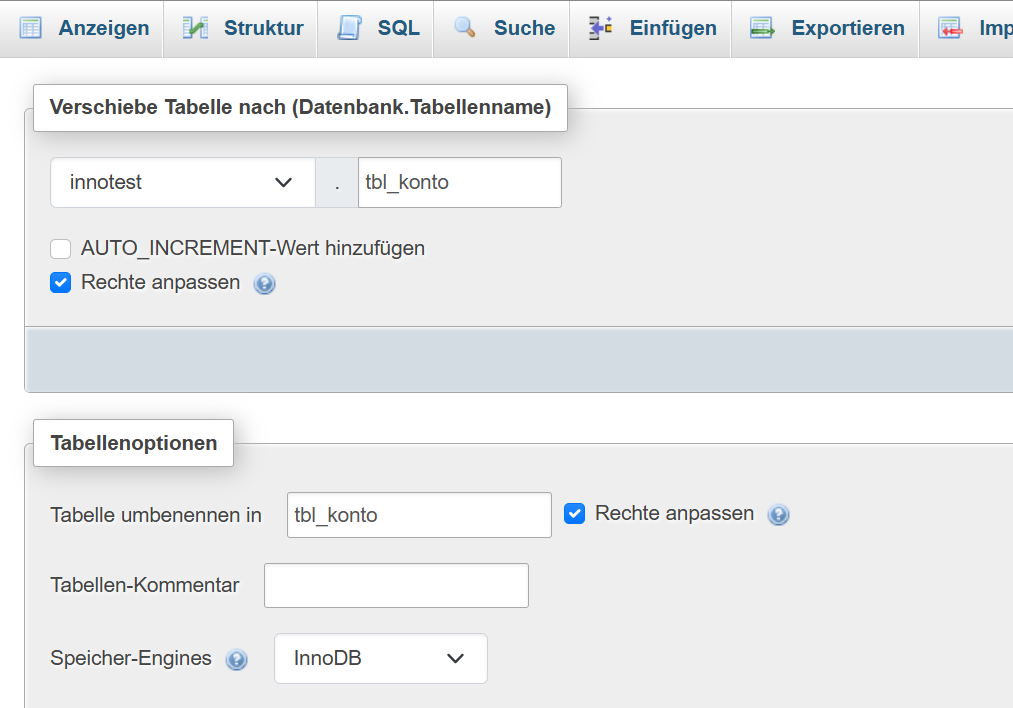 Anzeigen Struktur SQL Suche Einfügen Exportieren Imp
Verschiebe Tabelle nach (Datenbank.Tabellenname)
innotest . tbl_konto
AUTO_INCREMENT-Wert hinzufügen
Rechte anpassen
Tabellenoptionen
Tabelle umbenennen in tbl_konto Rechte anpassen
Tabellen-Kommentar
Speicher-Engines InnoDB